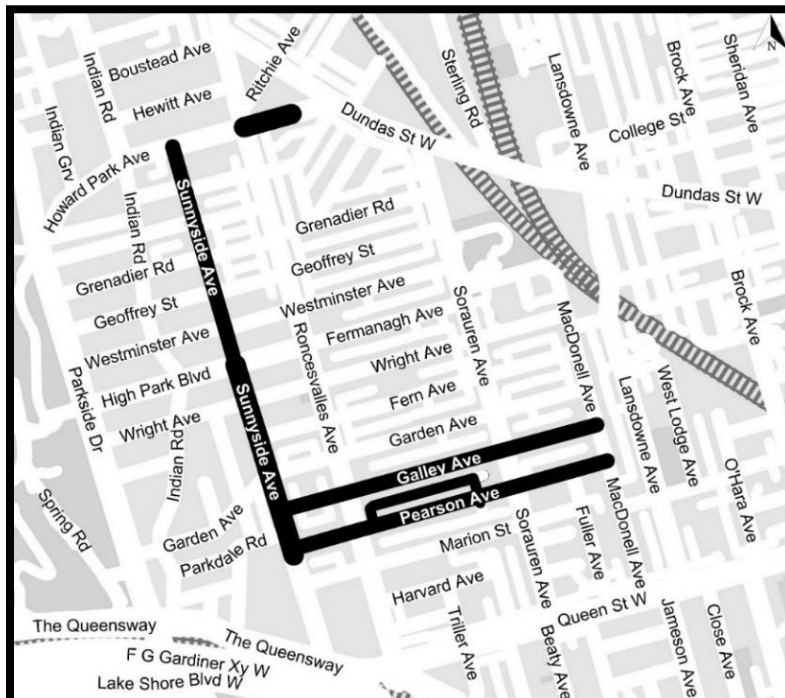 Boustead Ave
Indian Rd
Ritchie Ave
Sterling Rd
Lansdowne Ave
Brock Ave
Sheridan Ave
N
Hewitt Ave
Indian Grv
Dundas St W
College St
Howard Park Ave
Sunnyside Ave
Dundas St W
Indian Rd
Grenadier Rd
Grenadier Rd
Geoffrey St
Sorauren Ave
MacDonell Ave
Brock Ave
Geoffrey St
Westminster Ave
Roncesvalles Ave
Fermanagh Ave
Westminster Ave
Wright Ave
Parkside Dr
High Park Blvd
Sunnyside Ave
Fern Ave
Lansdowne Ave
West Lodge Ave
Wright Ave
Garden Ave
Indian Rd
Galley Ave
O'Hara Ave
Spring Rd
Pearson Ave
MacDonell Ave
Garden Ave
Parkdale Rd
Marion St
Sorauren Ave
Fuller Ave
Harvard Ave
Queen St W
Triller Ave
Beaty Ave
Jameson Ave
Close Ave
The Queensway
The Queensway
F G Gardiner Xy W
Lake Shore Blvd W